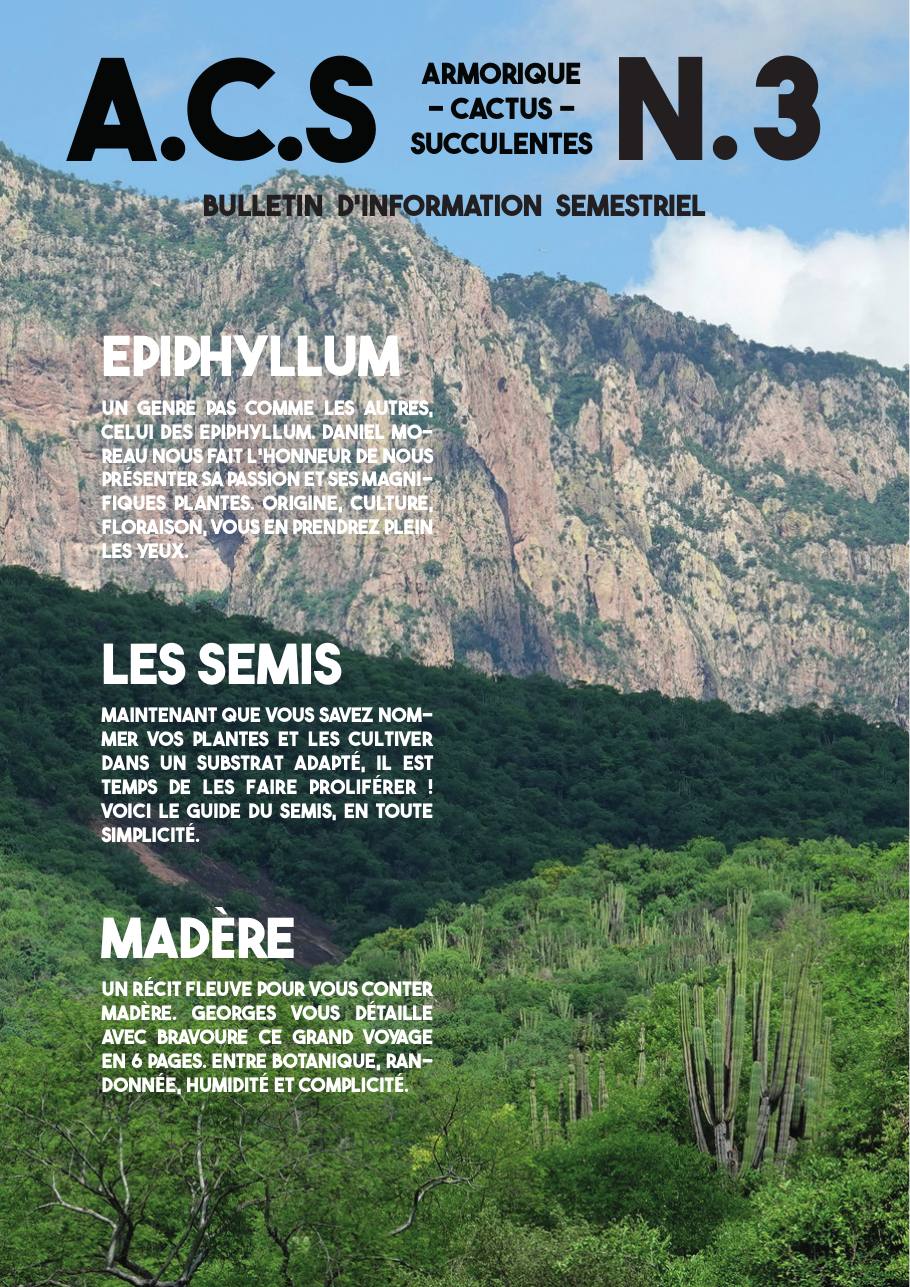 A.C.S
ARMORIQUE
– CACTUS –
SUCCULENTES
N.3
BULLETIN D'INFORMATION SEMESTRIEL
EPIPHYLLUM
UN GENRE PAS COMME LES AUTRES,
CELUI DES EPIPHYLLUM. DANIEL MO–
REAU NOUS FAIT L'HONNEUR DE NOUS
PRÉSENTER SA PASSION ET SES MAGNI–
FIQUES PLANTES. ORIGINE, CULTURE,
FLORAISON, VOUS EN PRENDREZ PLEIN
LES YEUX.
LES SEMIS
MAINTENANT QUE VOUS SAVEZ NOM–
MER VOS PLANTES ET LES CULTIVER
DANS UN SUBSTRAT ADAPTÉ, IL EST
TEMPS DE LES FAIRE PROLIFÉRER !
VOICI LE GUIDE DU SEMIS, EN TOUTE
SIMPLICITÉ.
MADÈRE
UN RÉCIT FLEUVE POUR VOUS CONTER
MADÈRE. GEORGES VOUS DÉTAILLE
AVEC BRAVOURE CE GRAND VOYAGE
EN 6 PAGES. ENTRE BOTANIQUE, RAN–
DONNÉE, HUMIDITÉ ET COMPLICITÉ.